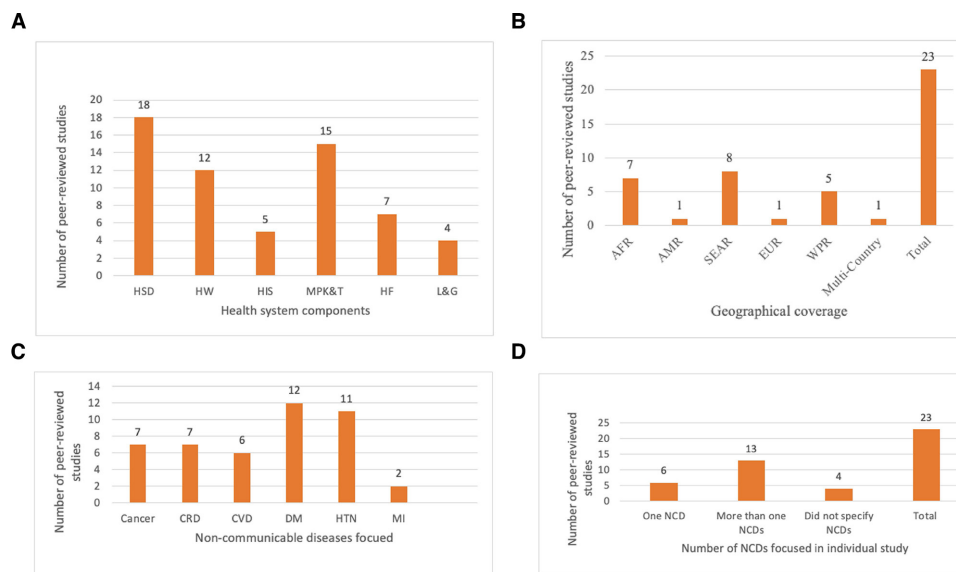 A
Number of peer-reviewed studies
20
18
16
14
12
10
8
6
4
2
0
18
12
5
15
7
4
HSD HW HIS MPK&T HF L&G
Health system components
B
Number of peer-reviewed studies
25
20
15
10
5
0
7
1
8
1
5
1
23
AFR
AMR
SEAR
EUR
WPR
Multi-Country
Total
Geographical coverage
C
Number of peer-reviewed
studies
14
12
10
8
6
4
2
0
7
7
6
12
11
2
Cancer CRD CVD DM HTN MI
Non-communicable diseases focued
D
Number of peer-reviewed
studies
25
20
15
10
5
0
6
13
4
23
One NCD
More than one
NCDs
Did not specify
NCDs
Total
Number of NCDs focused in individual study